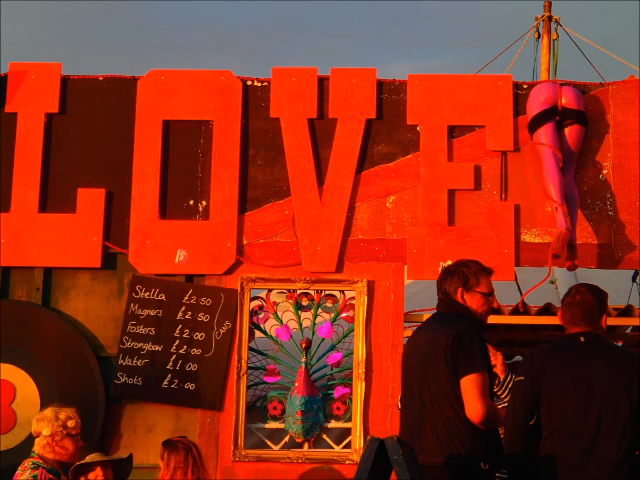 LOVE
Stella £2.50
Magners £2.50
Fosters £2.00
Strongbow £2.00
CANS
Water £1.00
Shots £2.00
8